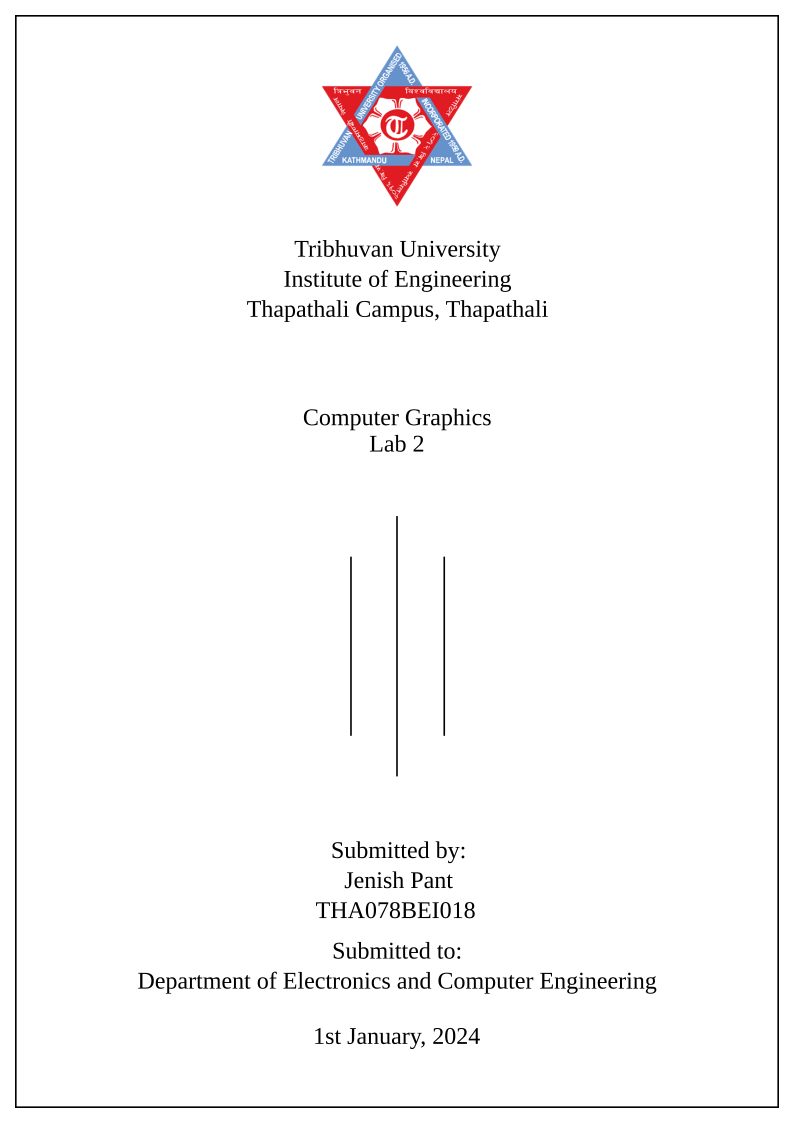 UNIVERSITY ORGANISED
1956 A.D.
त्रिभुवन
विश्वविद्यालय
INCORPORATED 1959 A.D.
TRIBHUVAN
KATHMANDU
NEPAL
Tribhuvan University
Institute of Engineering
Thapathali Campus, Thapathali
Computer Graphics
Lab 2
Submitted by:
Jenish Pant
THA078BEI018
Submitted to:
Department of Electronics and Computer Engineering
1st January, 2024